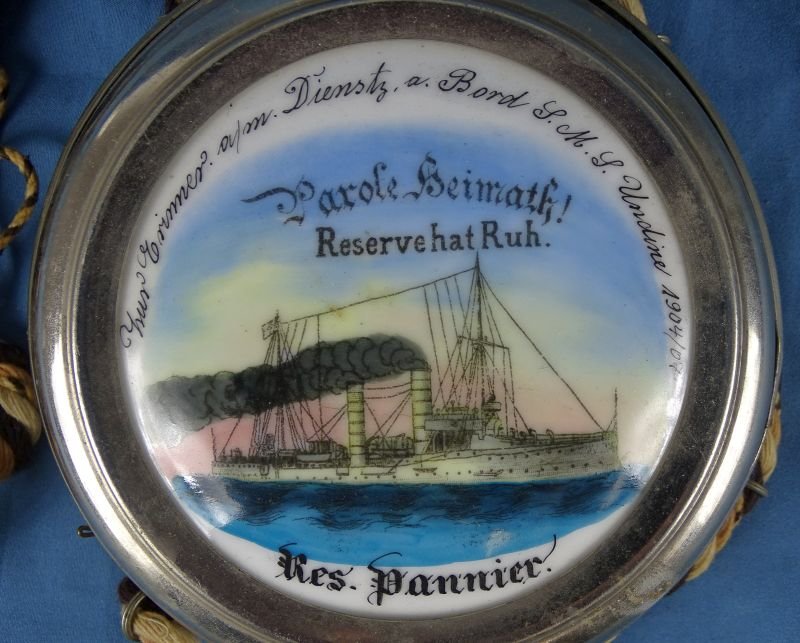 Zur Erinner. a/m. Dienstz. a. Bord S. M. S. Undine 1904/07
Parole Heimath!
Reserve hat Ruh.
Res. Pannier.